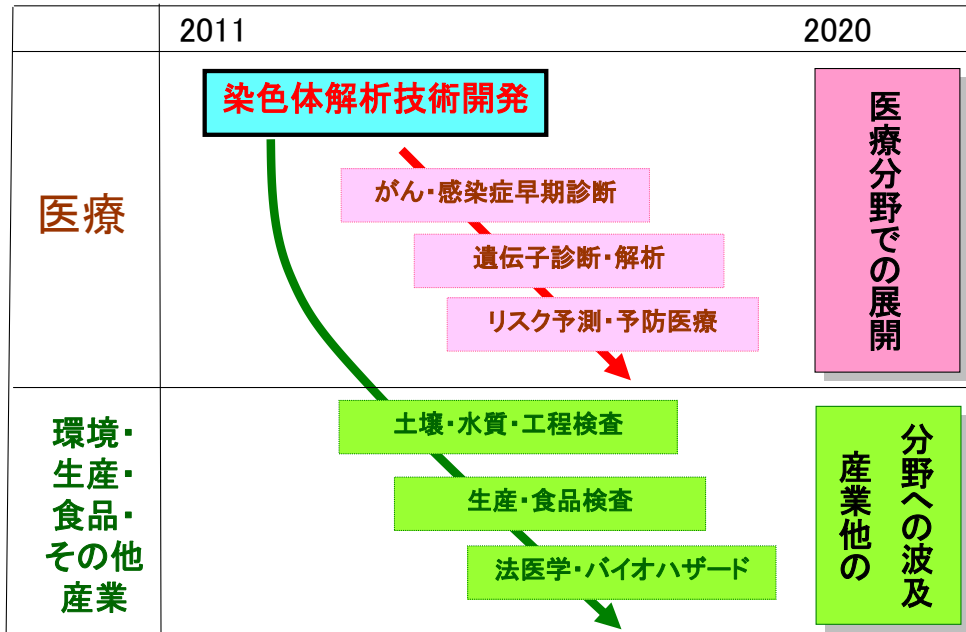 2011
2020
染色体解析技術開発
医療
がん・感染症早期診断
遺伝子診断・解析
リスク予測・予防医療
医療分野での展開
環境・
生産・
食品・
その他
産業
土壌・水質・工程検査
生産・食品検査
法医学・バイオハザード
分野への波及
産業他の